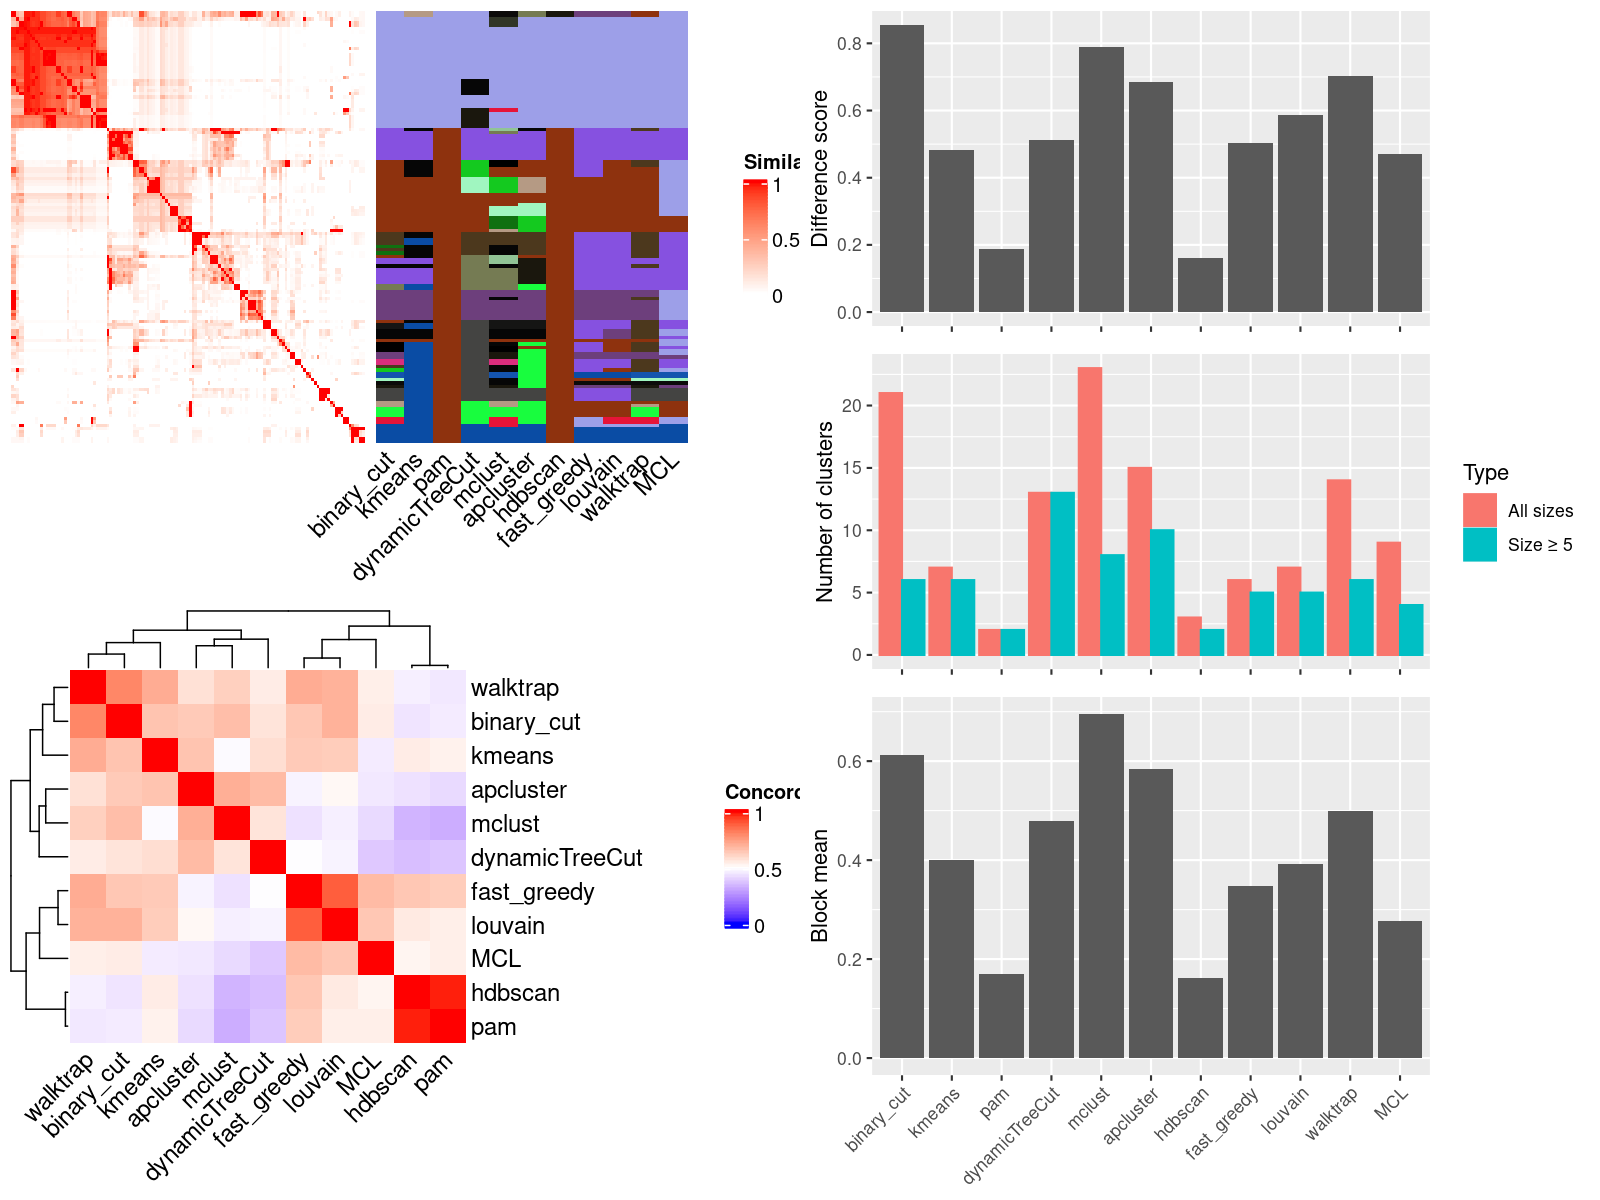 Simila
1
0.5
0
binary_cut
kmeans
pam
dynamicTreeCut
mclust
apcluster
hdbscan
fast_greedy
louvain
walktrap
MCL
Difference score
0.8
0.6
0.4
0.2
0.0
Number of clusters
20
15
10
5
0
Type
All sizes
Size ≥ 5
walktrap
binary_cut
kmeans
apcluster
mclust
dynamicTreeCut
fast_greedy
louvain
MCL
hdbscan
pam
walktrap
binary_cut
kmeans
apcluster
mclust
dynamicTreeCut
fast_greedy
louvain
MCL
hdbscan
pam
Concord
1
0.5
0
Block mean
0.6
0.4
0.2
0.0
binary_cut
kmeans
pam
dynamicTreeCut
mclust
apcluster
hdbscan
fast_greedy
louvain
walktrap
MCL